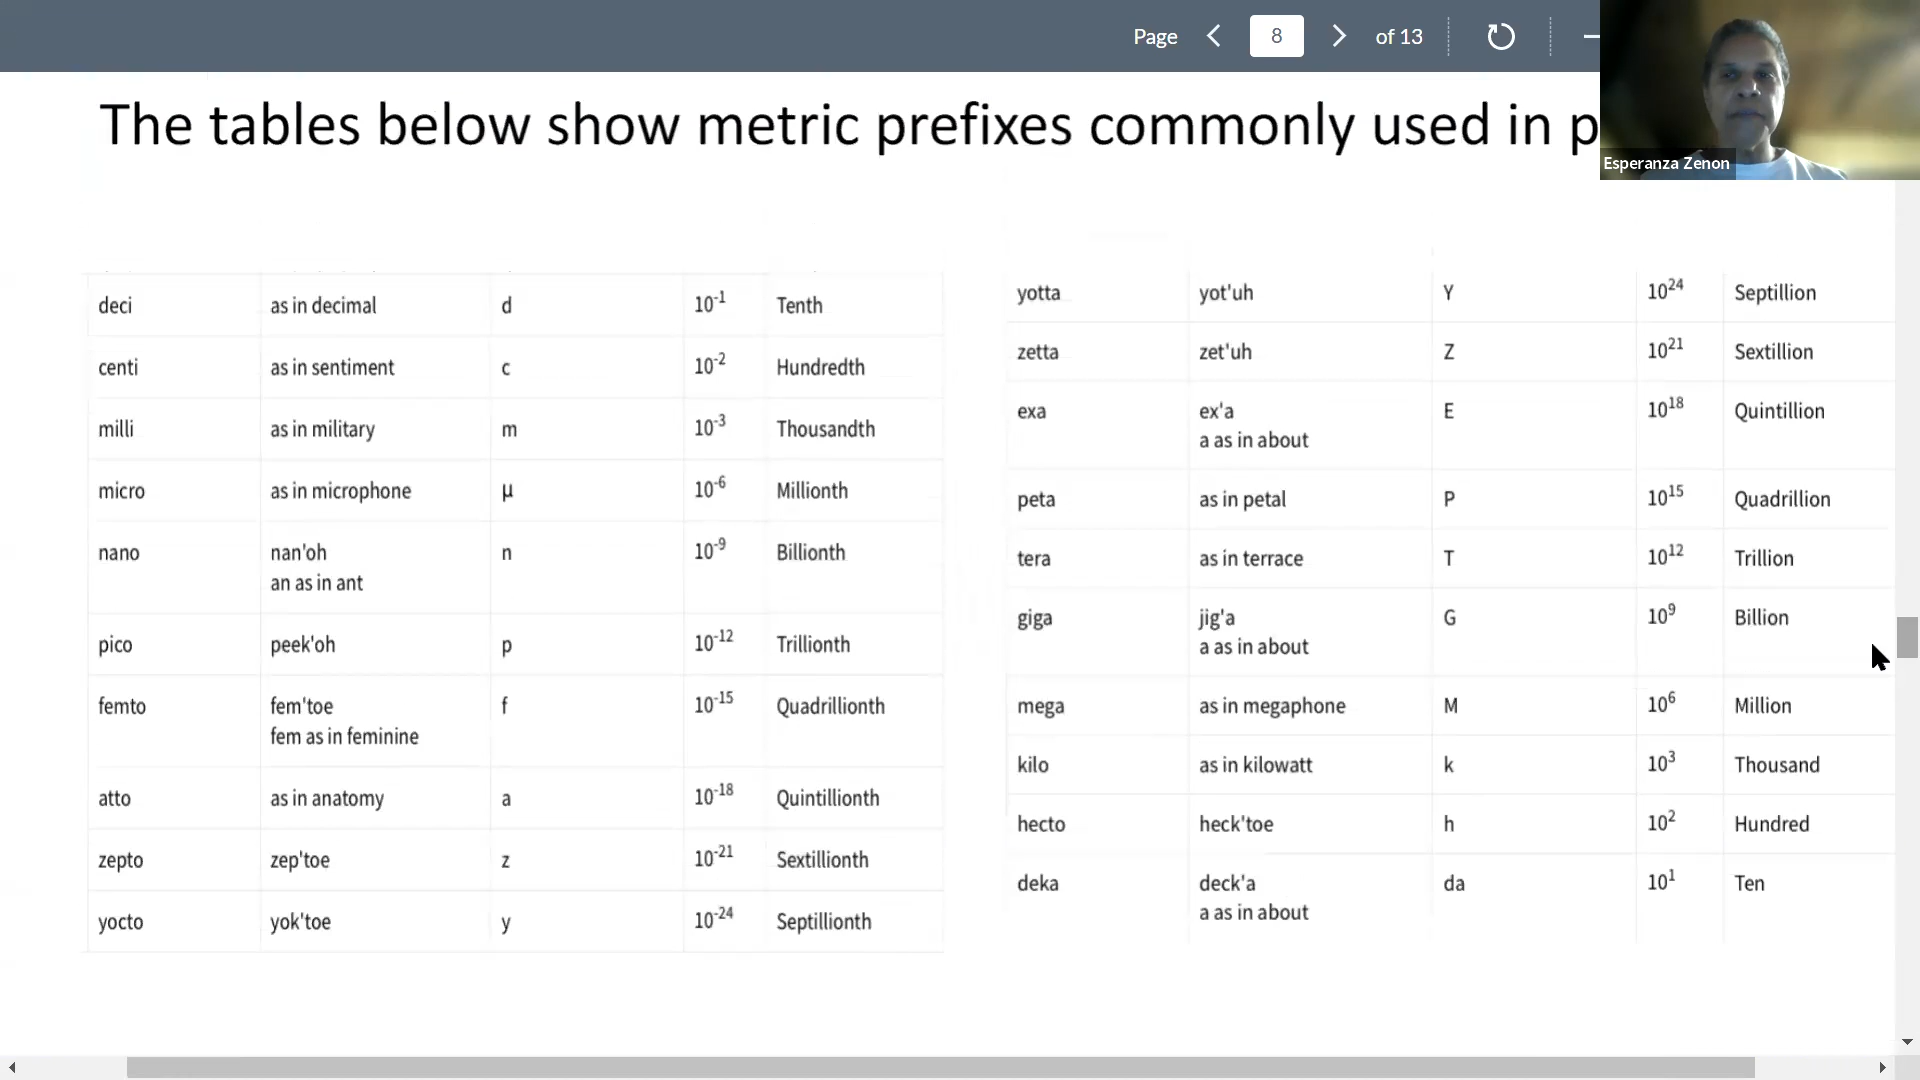 Page 8 of 13
The tables below show metric prefixes commonly used in p
Esperanza Zenon
deci as in decimal d 10⁻¹ Tenth
centi as in sentiment c 10⁻² Hundredth
milli as in military m 10⁻³ Thousandth
micro as in microphone µ 10⁻⁶ Millionth
nano nan'oh n 10⁻⁹ Billionth
an as in ant
pico peek'oh p 10⁻¹² Trillionth
femto fem'toe f 10⁻¹⁵ Quadrillionth
fem as in feminine
atto as in anatomy a 10⁻¹⁸ Quintillionth
zepto zep'toe z 10⁻²¹ Sextillionth
yocto yok'toe y 10⁻²⁴ Septillionth
yotta yot'uh Y 10²⁴ Septillion
zetta zet'uh Z 10²¹ Sextillion
exa ex'a E 10¹⁸ Quintillion
a as in about
peta as in petal P 10¹⁵ Quadrillion
tera as in terrace T 10¹² Trillion
giga jig'a G 10⁹ Billion
a as in about
mega as in megaphone M 10⁶ Million
kilo as in kilowatt k 10³ Thousand
hecto heck'toe h 10² Hundred
deka deck'a da 10¹ Ten
a as in about